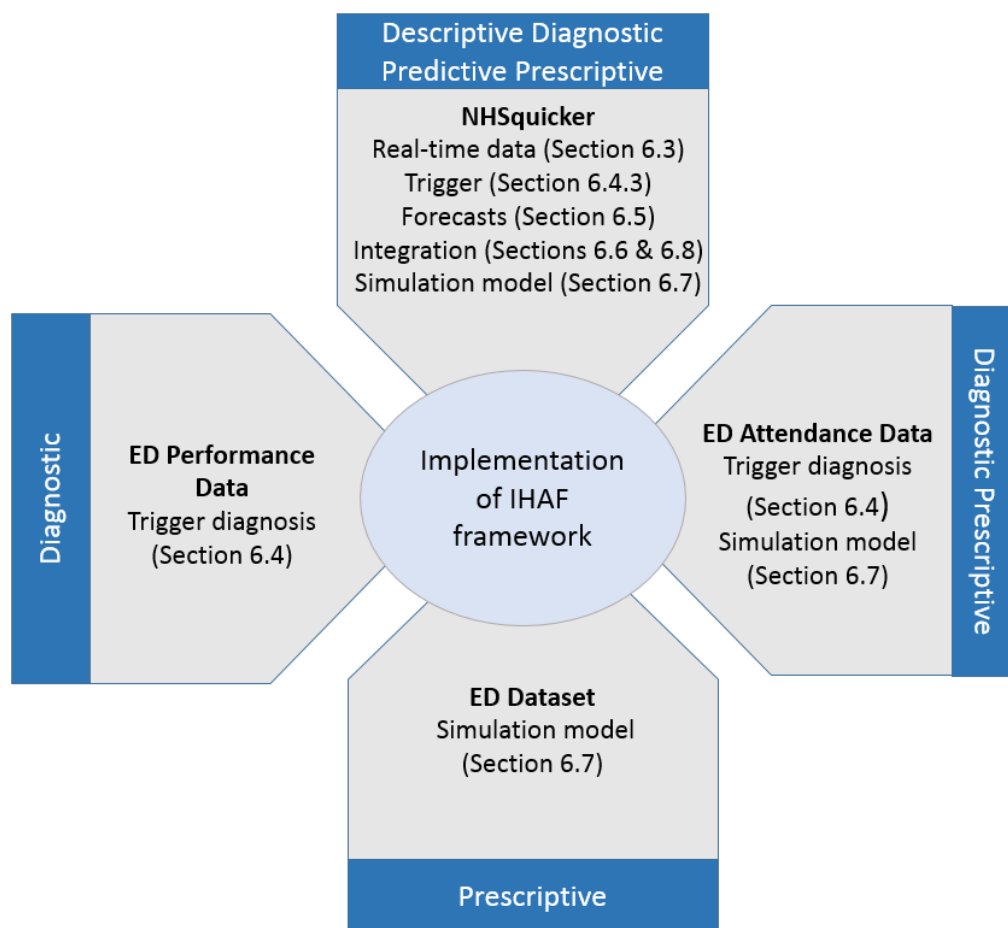 Descriptive Diagnostic
Predictive Prescriptive
NHSquicker
Real-time data (Section 6.3)
Trigger (Section 6.4.3)
Forecasts (Section 6.5)
Integration (Sections 6.6 & 6.8)
Simulation model (Section 6.7)
Diagnostic
ED Performance
Data
Trigger diagnosis
(Section 6.4)
Implementation
of IHAF
framework
ED Attendance Data
Trigger diagnosis
(Section 6.4)
Simulation model
(Section 6.7)
Diagnostic Prescriptive
ED Dataset
Simulation model
(Section 6.7)
Prescriptive